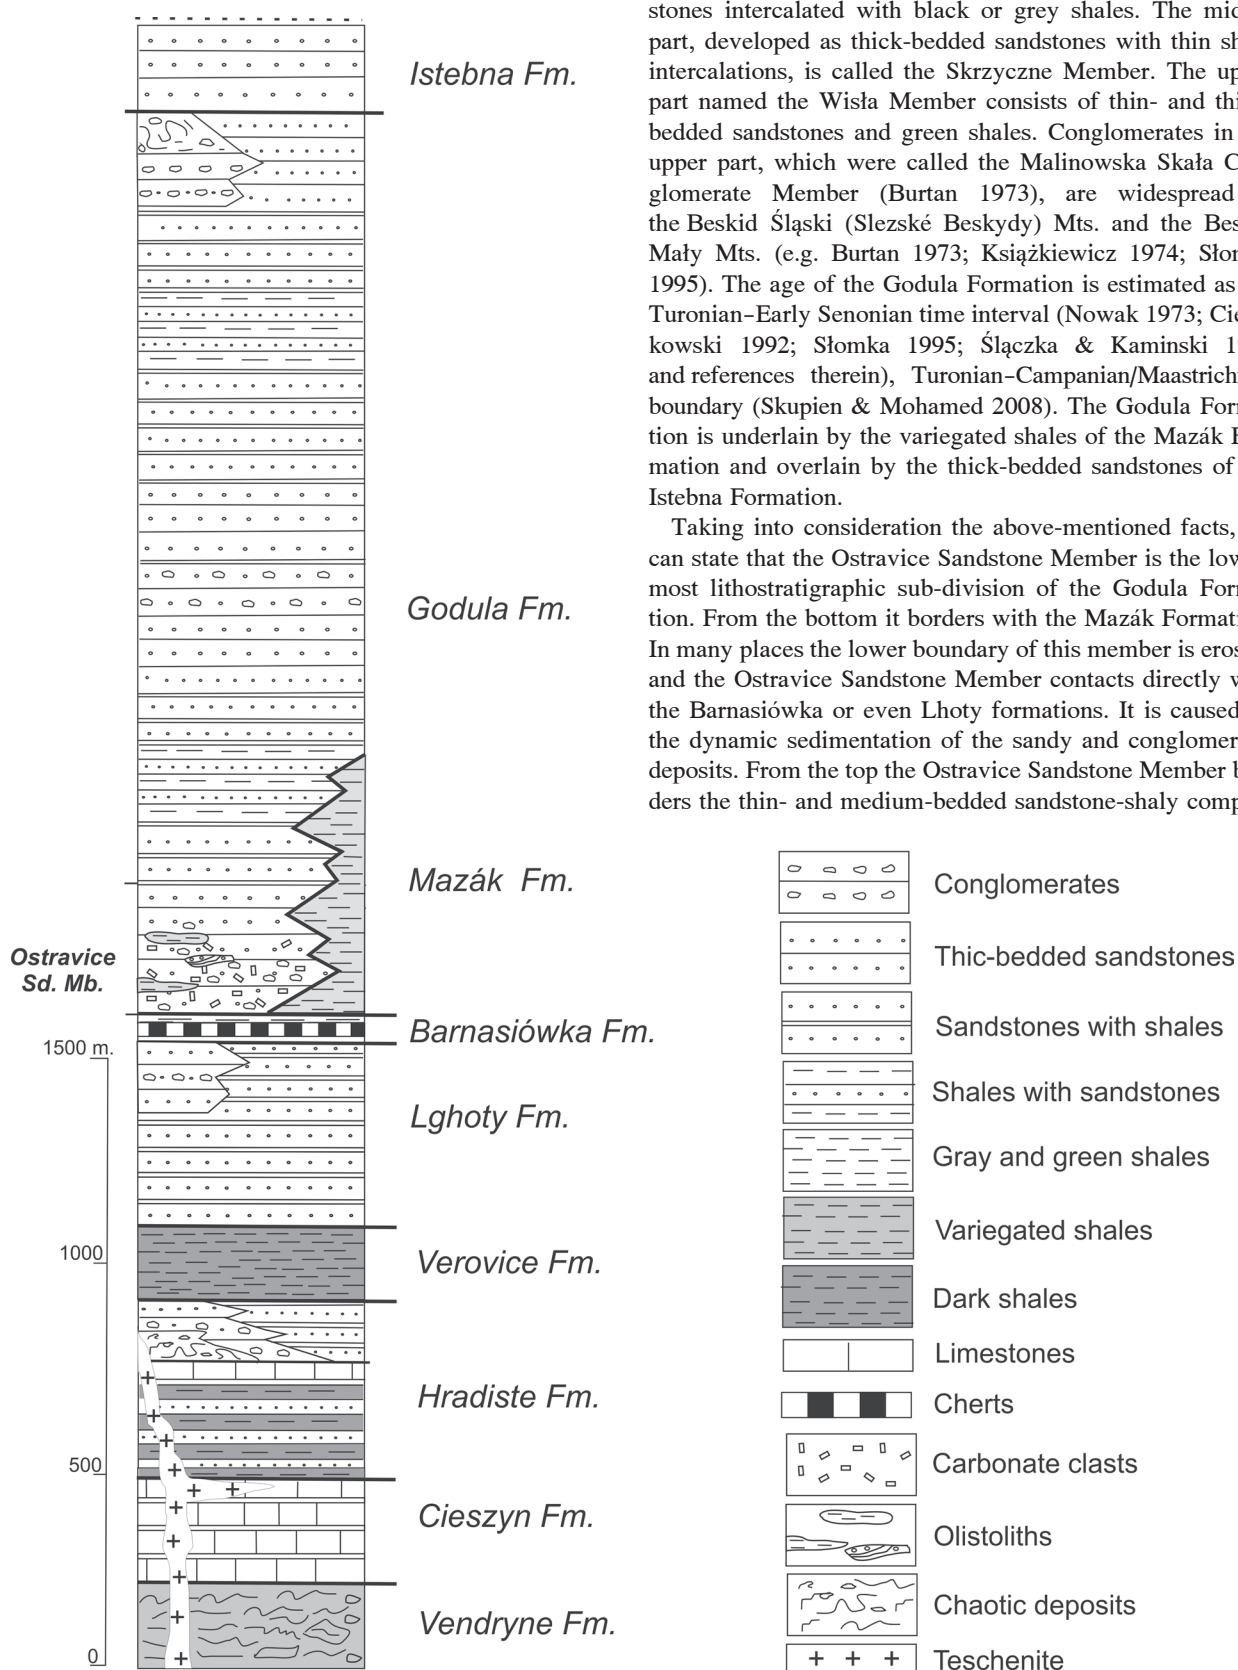 Istebna Fm.
Godula Fm.
Mazák Fm.
Ostravice
Sd. Mb.
Barnasiówka Fm.
1500 m.
Lghoty Fm.
1000
Verovice Fm.
Hradiste Fm.
500
Cieszyn Fm.
Vendryne Fm.
0
stones intercalated with black or grey shales. The mid
part, developed as thick-bedded sandstones with thin sh
intercalations, is called the Skrzyczne Member. The up
part named the Wisła Member consists of thin- and thi
bedded sandstones and green shales. Conglomerates in
upper part, which were called the Malinowska Skała C
glomerate Member (Burtan 1973), are widespread
the Beskid Śląski (Slezské Beskydy) Mts. and the Bes
Mały Mts. (e.g. Burtan 1973; Książkiewicz 1974; Słor
1995). The age of the Godula Formation is estimated as
Turonian–Early Senonian time interval (Nowak 1973; Cie
kowski 1992; Słomka 1995; Ślączka & Kaminski 1
and references therein), Turonian–Campanian/Maastrich
boundary (Skupien & Mohamed 2008). The Godula For
tion is underlain by the variegated shales of the Mazák F
mation and overlain by the thick-bedded sandstones of
Istebna Formation.
Taking into consideration the above-mentioned facts,
can state that the Ostravice Sandstone Member is the low
most lithostratigraphic sub-division of the Godula Form
tion. From the bottom it borders with the Mazák Formati
In many places the lower boundary of this member is eros
and the Ostravice Sandstone Member contacts directly w
the Barnasiówka or even Lhoty formations. It is caused
the dynamic sedimentation of the sandy and conglomer
deposits. From the top the Ostravice Sandstone Member b
ders the thin- and medium-bedded sandstone-shaly comp
Conglomerates
Thic-bedded sandstones
Sandstones with shales
Shales with sandstones
Gray and green shales
Variegated shales
Dark shales
Limestones
Cherts
Carbonate clasts
Olistoliths
Chaotic deposits
Teschenite